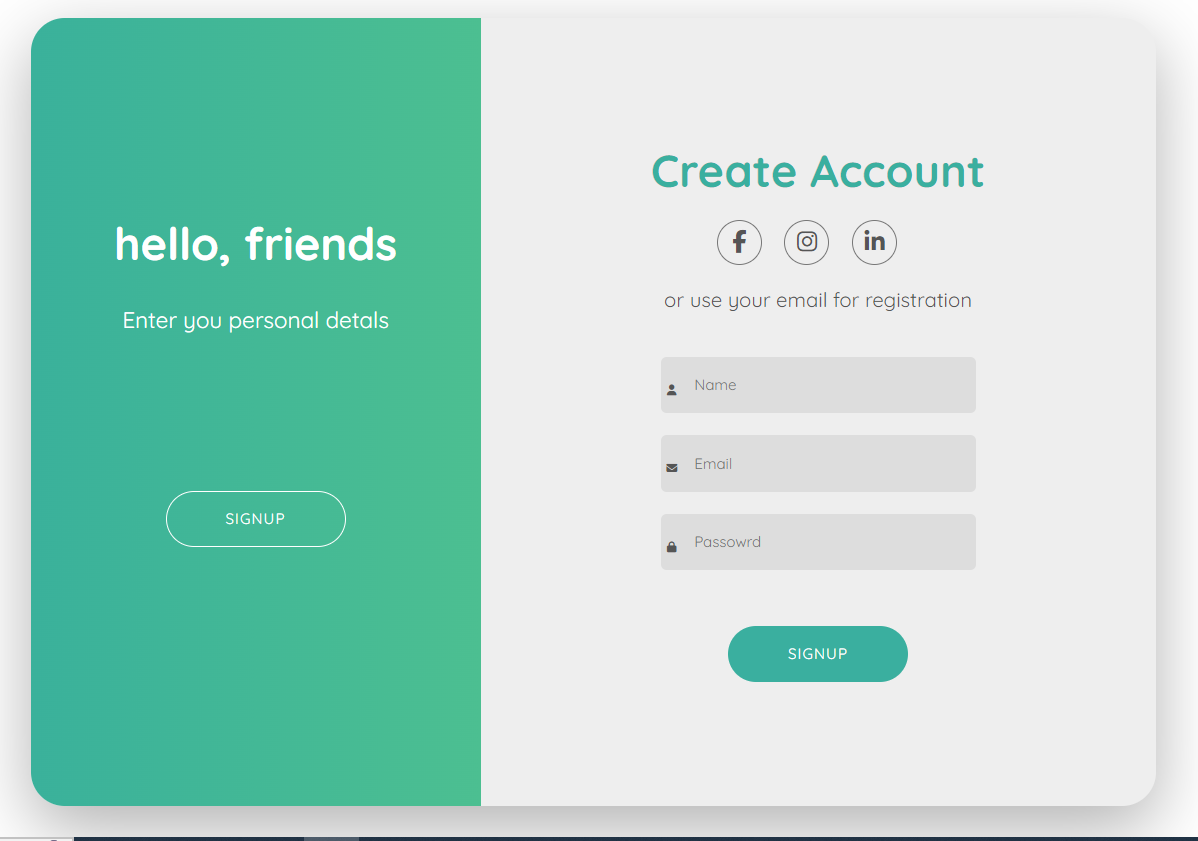 hello, friends
Enter you personal detals
SIGNUP
Create Account
or use your email for registration
Name
Email
Passowrd
SIGNUP